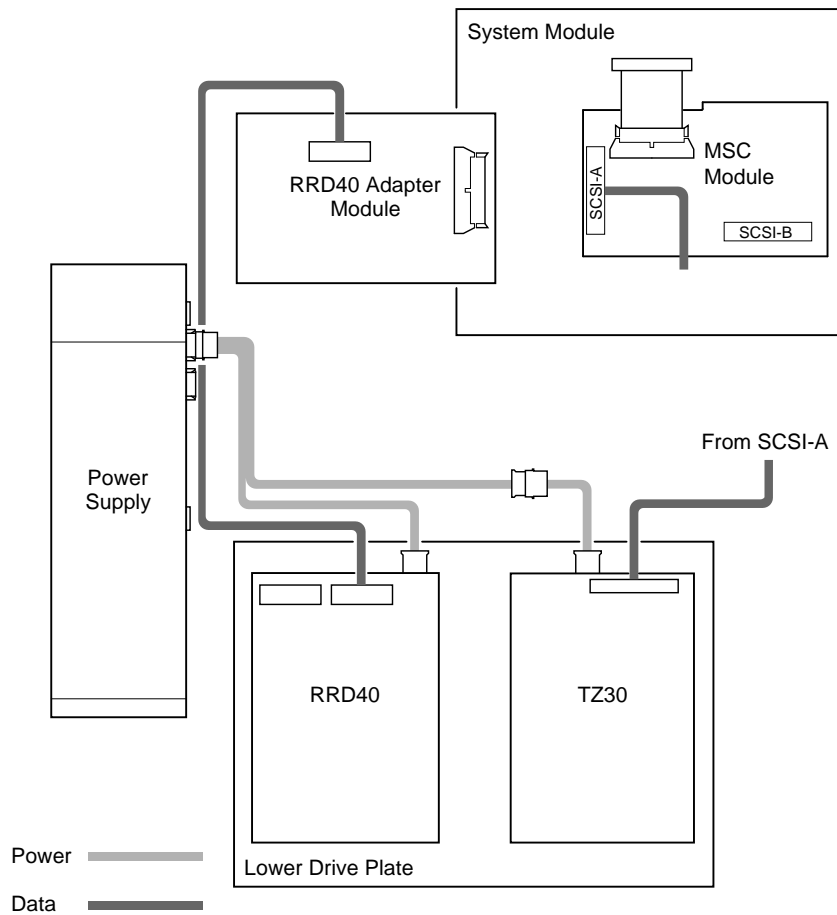 System Module
MSC
Module
SCSI-A
SCSI-B
RRD40 Adapter
Module
Power
Supply
From SCSI-A
RRD40
TZ30
Lower Drive Plate
Power
Data